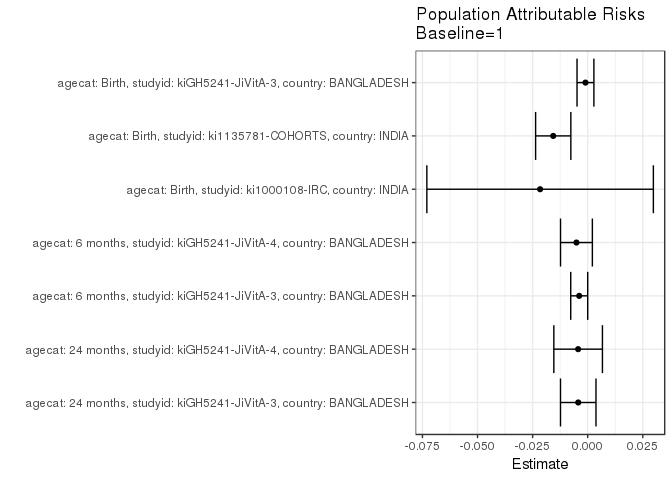 Population Attributable Risks
Baseline=1
agecat: Birth, studyid: kiGH5241-JiVitA-3, country: BANGLADESH
agecat: Birth, studyid: ki1135781-COHORTS, country: INDIA
agecat: Birth, studyid: ki1000108-IRC, country: INDIA
agecat: 6 months, studyid: kiGH5241-JiVitA-4, country: BANGLADESH
agecat: 6 months, studyid: kiGH5241-JiVitA-3, country: BANGLADESH
agecat: 24 months, studyid: kiGH5241-JiVitA-4, country: BANGLADESH
agecat: 24 months, studyid: kiGH5241-JiVitA-3, country: BANGLADESH
-0.075 -0.050 -0.025 0.000 0.025
Estimate